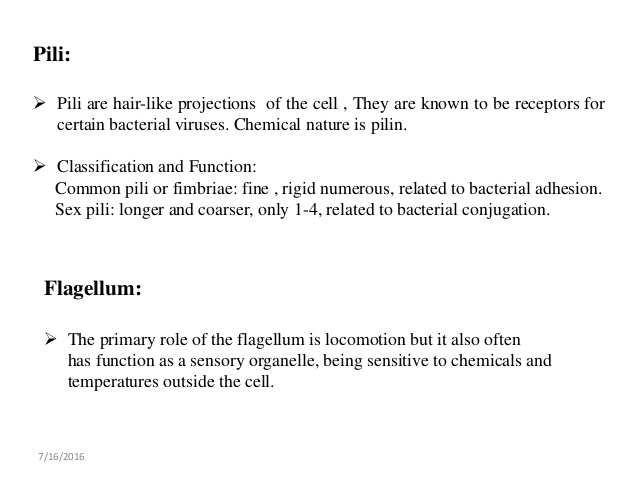 Pili:
➢ Pili are hair-like projections of the cell , They are known to be receptors for
certain bacterial viruses. Chemical nature is pilin.
➢ Classification and Function:
Common pili or fimbriae: fine , rigid numerous, related to bacterial adhesion.
Sex pili: longer and coarser, only 1-4, related to bacterial conjugation.
Flagellum:
➢ The primary role of the flagellum is locomotion but it also often
has function as a sensory organelle, being sensitive to chemicals and
temperatures outside the cell.
7/16/2016